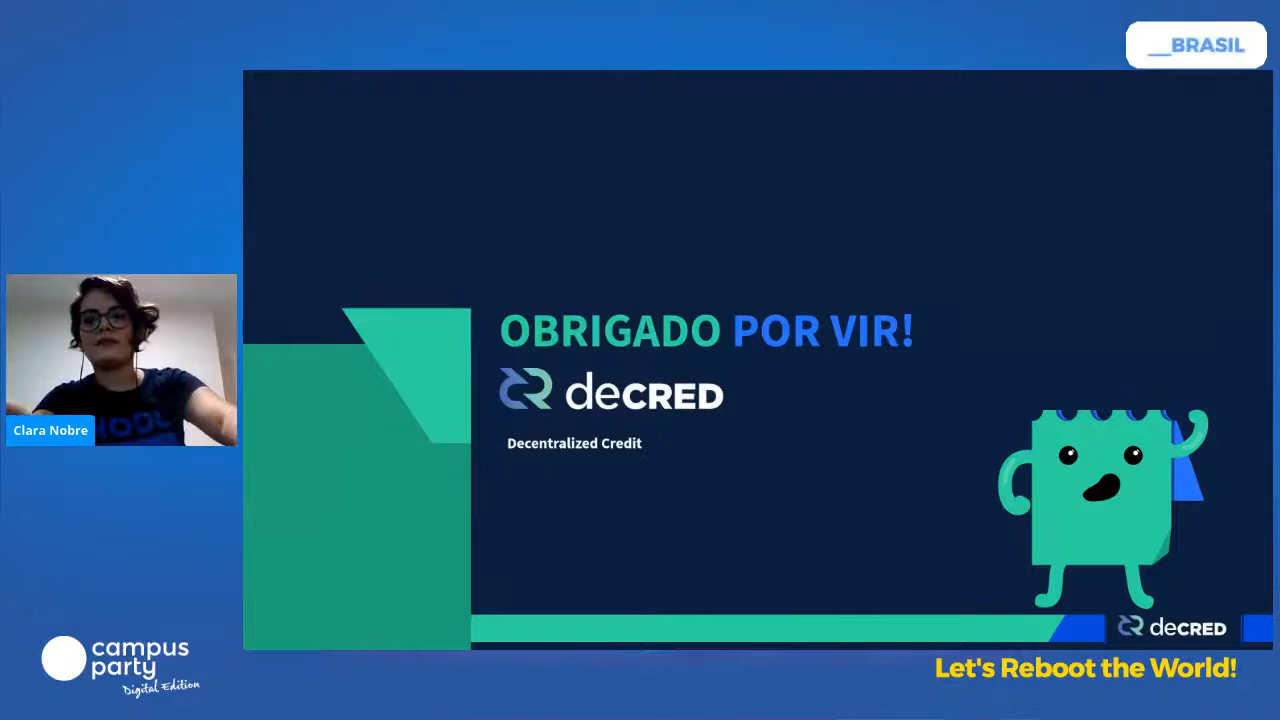 __BRASIL
OBRIGADO POR VIR!
deCRED
Decentralized Credit
Clara Nobre
deCRED
campus
party
Digital Edition
Let's Reboot the World!